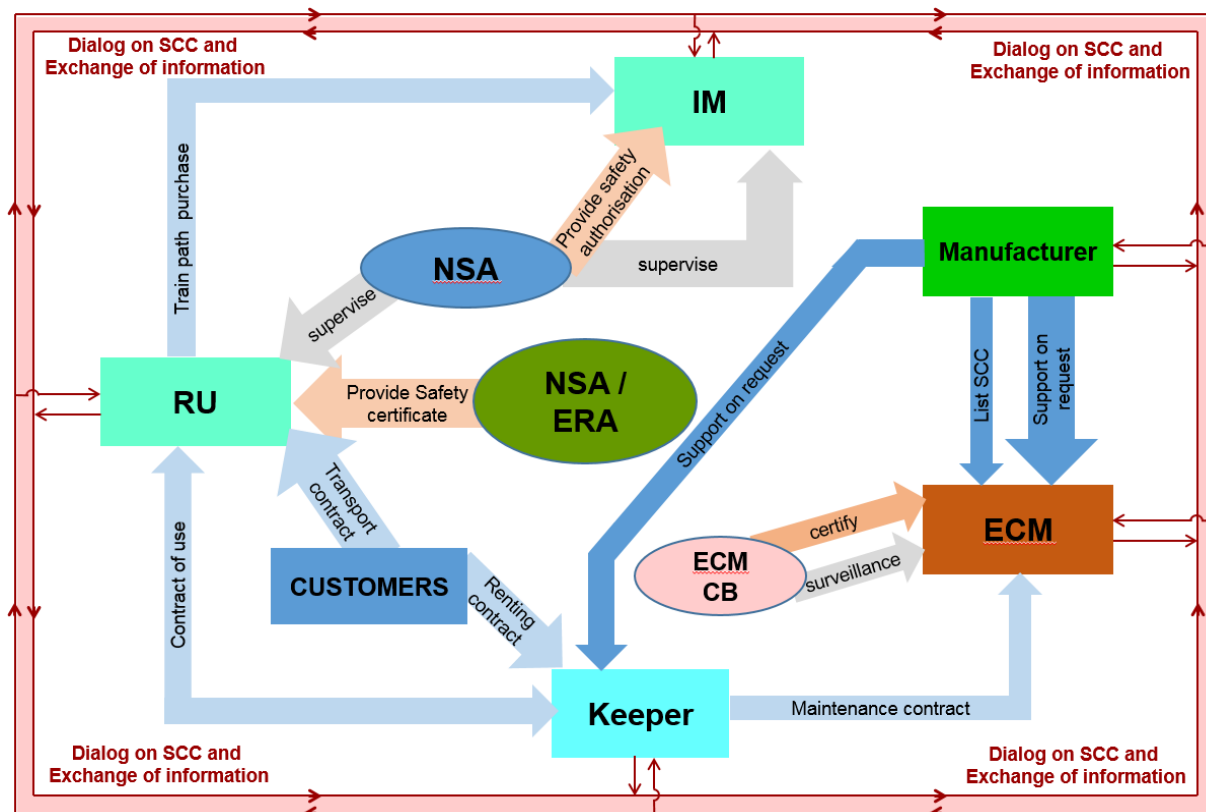 Dialog on SCC and
Exchange of information
Dialog on SCC and
Exchange of information
IM
Train path purchase
Provide safety
authorisation
NSA
supervise
supervise
Manufacturer
RU
Provide Safety
certificate
NSA /
ERA
Support on request
List SCC
Support on
request
Transport
contract
certify
ECM
ECM
CB
surveillance
CUSTOMERS
Renting
contract
Contract of use
Keeper
Maintenance contract
Dialog on SCC and
Exchange of information
Dialog on SCC and
Exchange of information